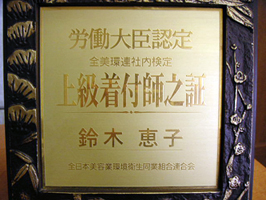 労働大臣認定
全美環連社内検定
上級着付師之証
鈴木 恵子
全日本美容業環境衛生同業組合連合会